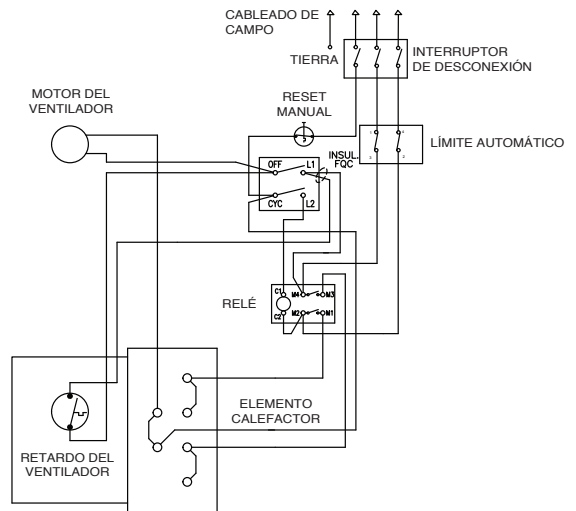 CABLEADO DE
CAMPO
TIERRA
INTERRUPTOR
DE DESCONEXIÓN
MOTOR DEL
VENTILADOR
RESET
MANUAL
LÍMITE AUTOMÁTICO
INSUL.
FQC
OFF L1
CYC L2
RELÉ
C1 M4 M3
C2 M2 M1
ELEMENTO
CALEFACTOR
RETARDO DEL
VENTILADOR